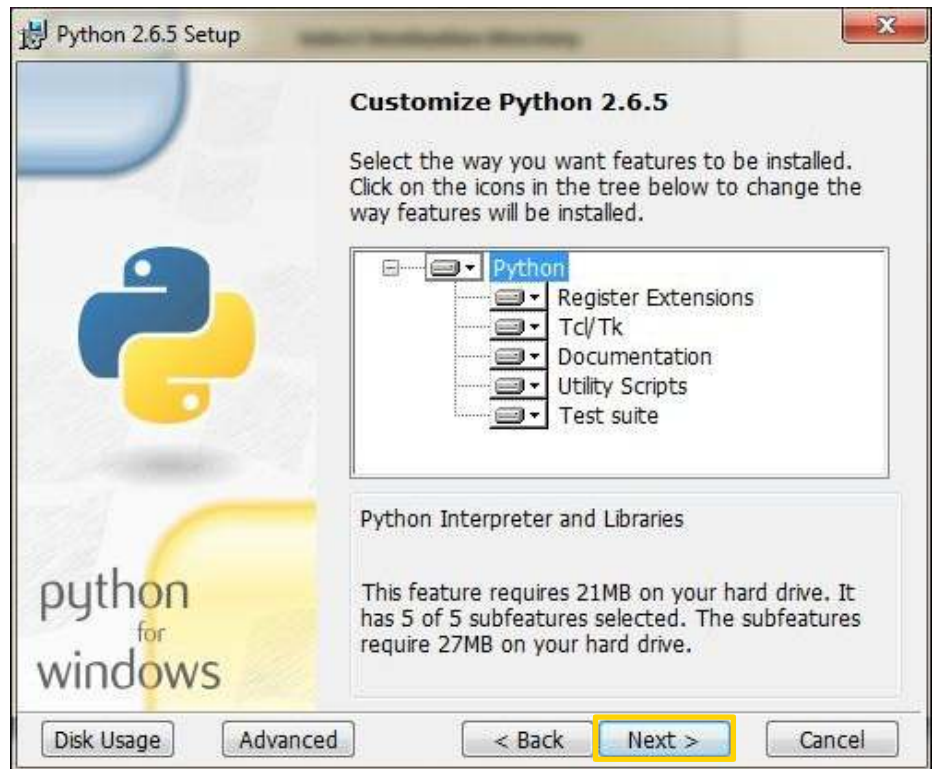 Python 2.6.5 Setup
Customize Python 2.6.5
Select the way you want features to be installed.
Click on the icons in the tree below to change the
way features will be installed.
Python
Register Extensions
Tcl/Tk
Documentation
Utility Scripts
Test suite
Python Interpreter and Libraries
This feature requires 21MB on your hard drive. It
has 5 of 5 subfeatures selected. The subfeatures
require 27MB on your hard drive.
python
for
windows
Disk Usage
Advanced
< Back
Next >
Cancel